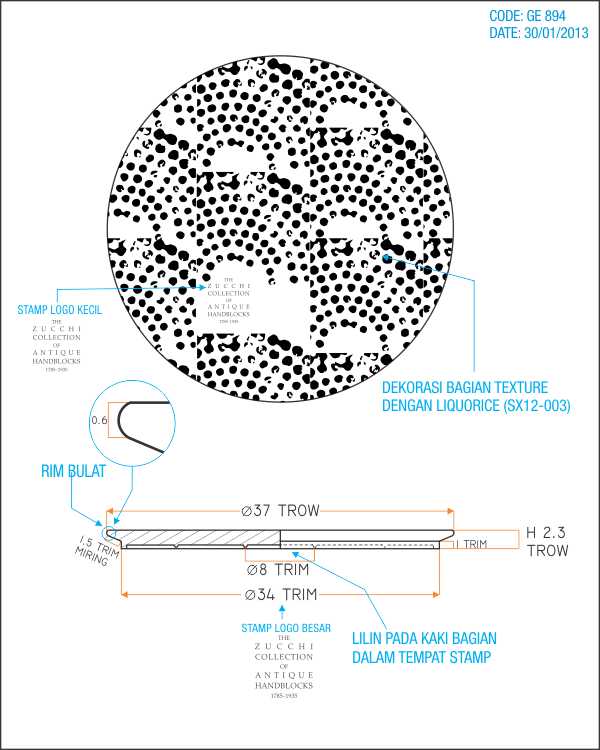 CODE: GE 894
DATE: 30/01/2013
THE
ZUCCHI
COLLECTION
OF
ANTIQUE
HANDBLOCKS
1785-1935
STAMP LOGO KECIL
THE
ZUCCHI
COLLECTION
OF
ANTIQUE
HANDBLOCKS
1785-1935
DEKORASI BAGIAN TEXTURE
DENGAN LIQUORICE (SX12-003)
0.6
RIM BULAT
Ø37 TROW
1.5 TRIM
MIRING
1 TRIM
H 2.3
TROW
Ø8 TRIM
Ø34 TRIM
STAMP LOGO BESAR
THE
ZUCCHI
COLLECTION
OF
ANTIQUE
HANDBLOCKS
1785-1935
LILIN PADA KAKI BAGIAN
DALAM TEMPAT STAMP